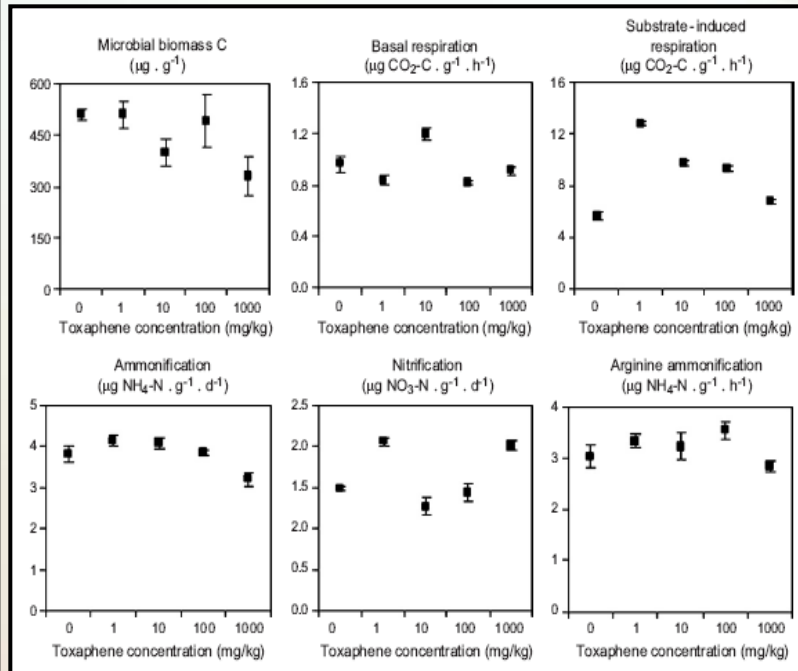 Microbial biomass C
(µg . g⁻¹)
600
450
300
150
0
0 1 10 100 1000
Toxaphene concentration (mg/kg)
Basal respiration
(µg CO₂-C . g⁻¹ . h⁻¹)
1.6
1.2
0.8
0.4
0.0
0 1 10 100 1000
Toxaphene concentration (mg/kg)
Substrate-induced
respiration
(µg CO₂-C . g⁻¹ . h⁻¹)
16
12
8
4
0
0 1 10 100 1000
Toxaphene concentration (mg/kg)
Ammonification
(µg NH₄-N . g⁻¹ . d⁻¹)
5
4
3
2
1
0
0 1 10 100 1000
Toxaphene concentration (mg/kg)
Nitrification
(µg NO₃-N . g⁻¹ . d⁻¹)
2.5
2.0
1.5
2.0
0.5
0.0
0 1 10 100 1000
Toxaphene concentration (mg/kg)
Arginine ammonification
(µg NH₄-N . g⁻¹ . h⁻¹)
4
3
2
1
0
0 1 10 100 1000
Toxaphene concentration (mg/kg)